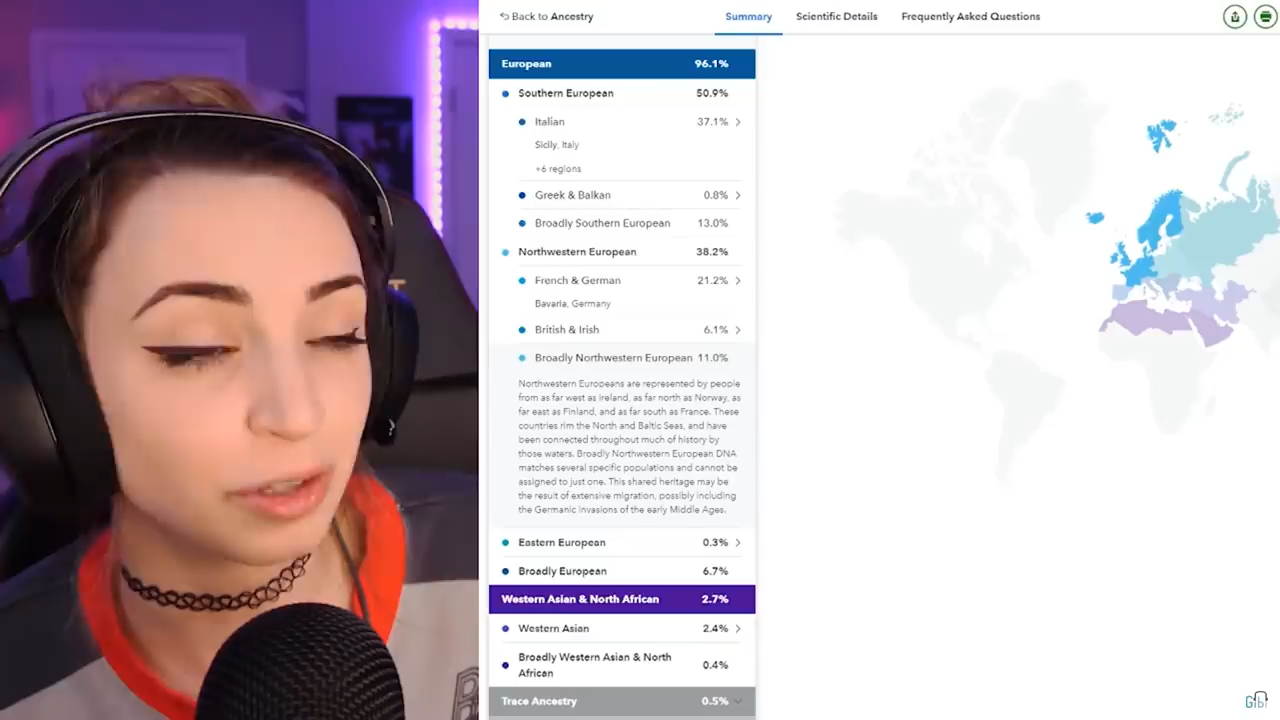 Back to Ancestry
Summary
Scientific Details
Frequently Asked Questions
European 96.1%
Southern European 50.9%
Italian 37.1%
Sicily, Italy
+6 regions
Greek & Balkan 0.8%
Broadly Southern European 13.0%
Northwestern European 38.2%
French & German 21.2%
Bavaria, Germany
British & Irish 6.1%
Broadly Northwestern European 11.0%
Northwestern Europeans are represented by people
from as far west as Ireland, as far north as Norway, as
far east as Finland, and as far south as France. These
countries rim the North and Baltic Seas, and have
been connected throughout much of history by
those waters. Broadly Northwestern European DNA
matches several specific populations and cannot be
assigned to just one. This shared heritage may be
the result of extensive migration, possibly including
the Germanic invasions of the early Middle Ages.
Eastern European 0.3%
Broadly European 6.7%
Western Asian & North African 2.7%
Western Asian 2.4%
Broadly Western Asian & North
African 0.4%
Trace Ancestry 0.5%
Gibi